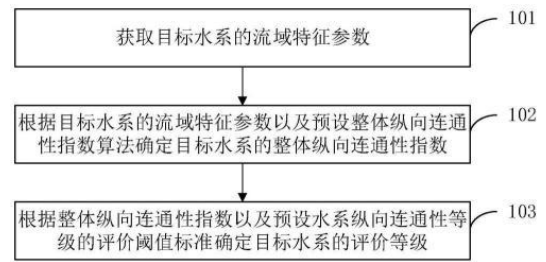 获取目标水系的流域特征参数
101
根据目标水系的流域特征参数以及预设整体纵向连通
性指数算法确定目标水系的整体纵向连通性指数
102
根据整体纵向连通性指数以及预设水系纵向连通性等
级的评价阈值标准确定目标水系的评价等级
103